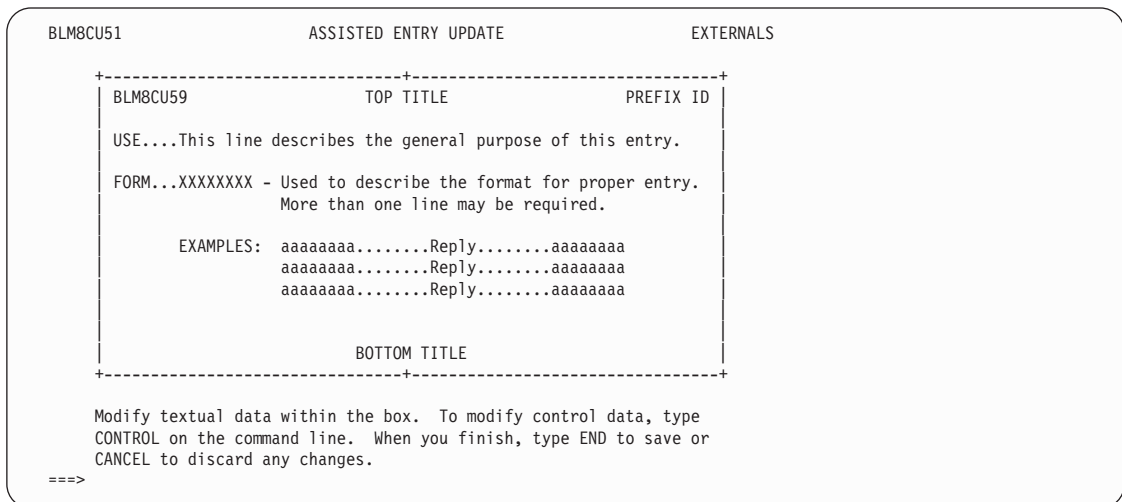 BLM8CU51 ASSISTED ENTRY UPDATE EXTERNALS
+--------------------------------+---------------------------------+
| BLM8CU59 TOP TITLE PREFIX ID |
| USE....This line describes the general purpose of this entry. |
| FORM...XXXXXXXX - Used to describe the format for proper entry. |
| More than one line may be required. |
| EXAMPLES: aaaaaaaa........Reply........aaaaaaaa |
| aaaaaaaa........Reply........aaaaaaaa |
| aaaaaaaa........Reply........aaaaaaaa |
| BOTTOM TITLE |
+--------------------------------+---------------------------------+
Modify textual data within the box. To modify control data, type
CONTROL on the command line. When you finish, type END to save or
CANCEL to discard any changes.
===>